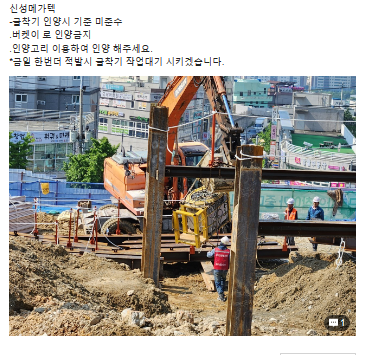 신성메가텍
-굴착기 인양시 기준 미준수
.버켓이 로 인양금지
.인양고리 이용하여 인양 해주세요.
*금일 한번더 적발시 굴착기 작업대기 시키겠습니다.
1